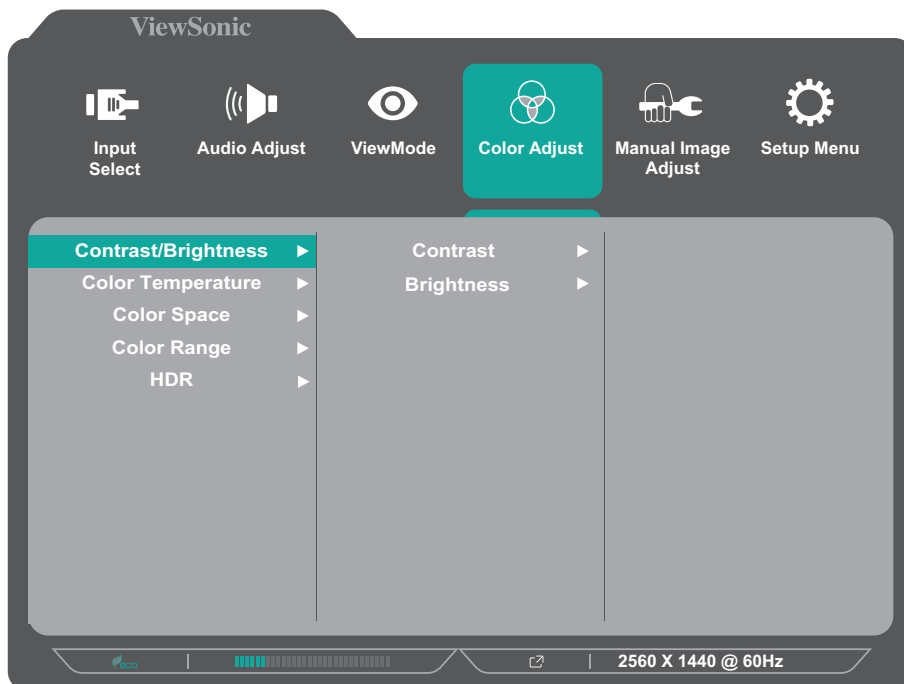 ViewSonic
Input
Select
Audio Adjust
ViewMode
Color Adjust
Manual Image
Adjust
Setup Menu
Contrast/Brightness
Color Temperature
Color Space
Color Range
HDR
Contrast
Brightness
eco
2560 X 1440 @ 60Hz